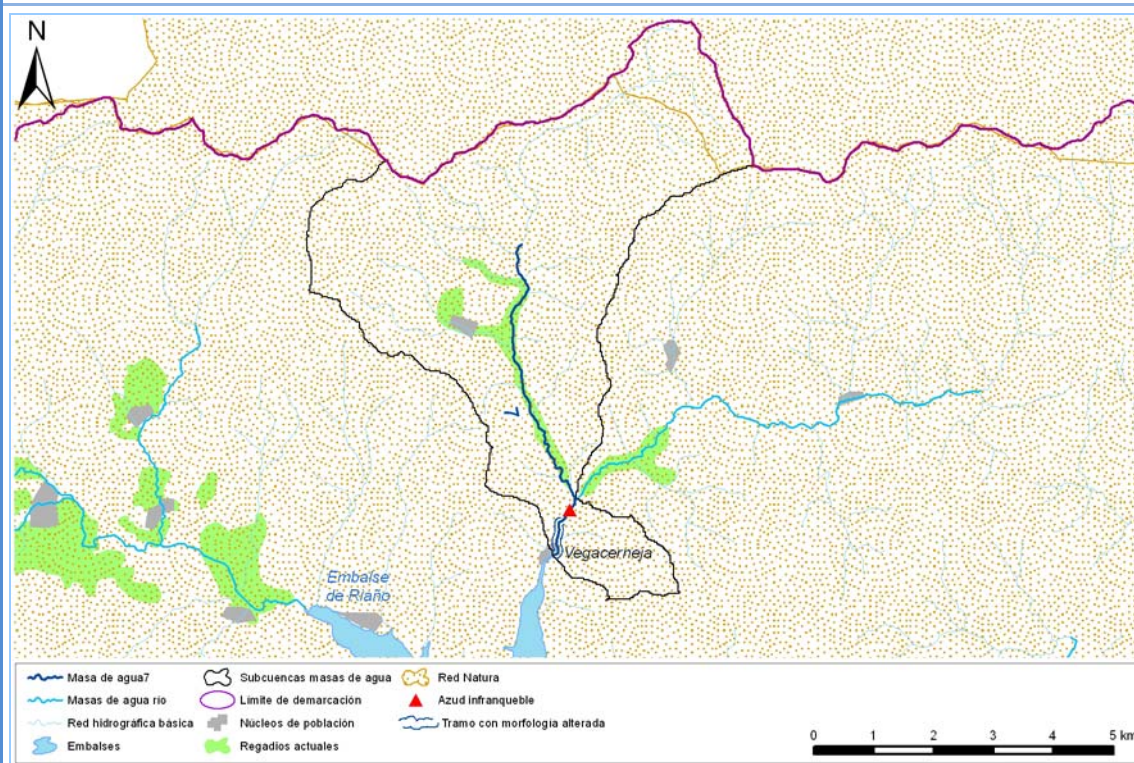 N
7
Vegacerneja
Embalse
de Riaño
Masa de agua7
Masas de agua río
Red hidrográfica básica
Embalses
Subcuencas masas de agua
Límite de demarcación
Núcleos de población
Regadíos actuales
Red Natura
Azud infranqueble
Tramo con morfología alterada
0 1 2 3 4 5 km